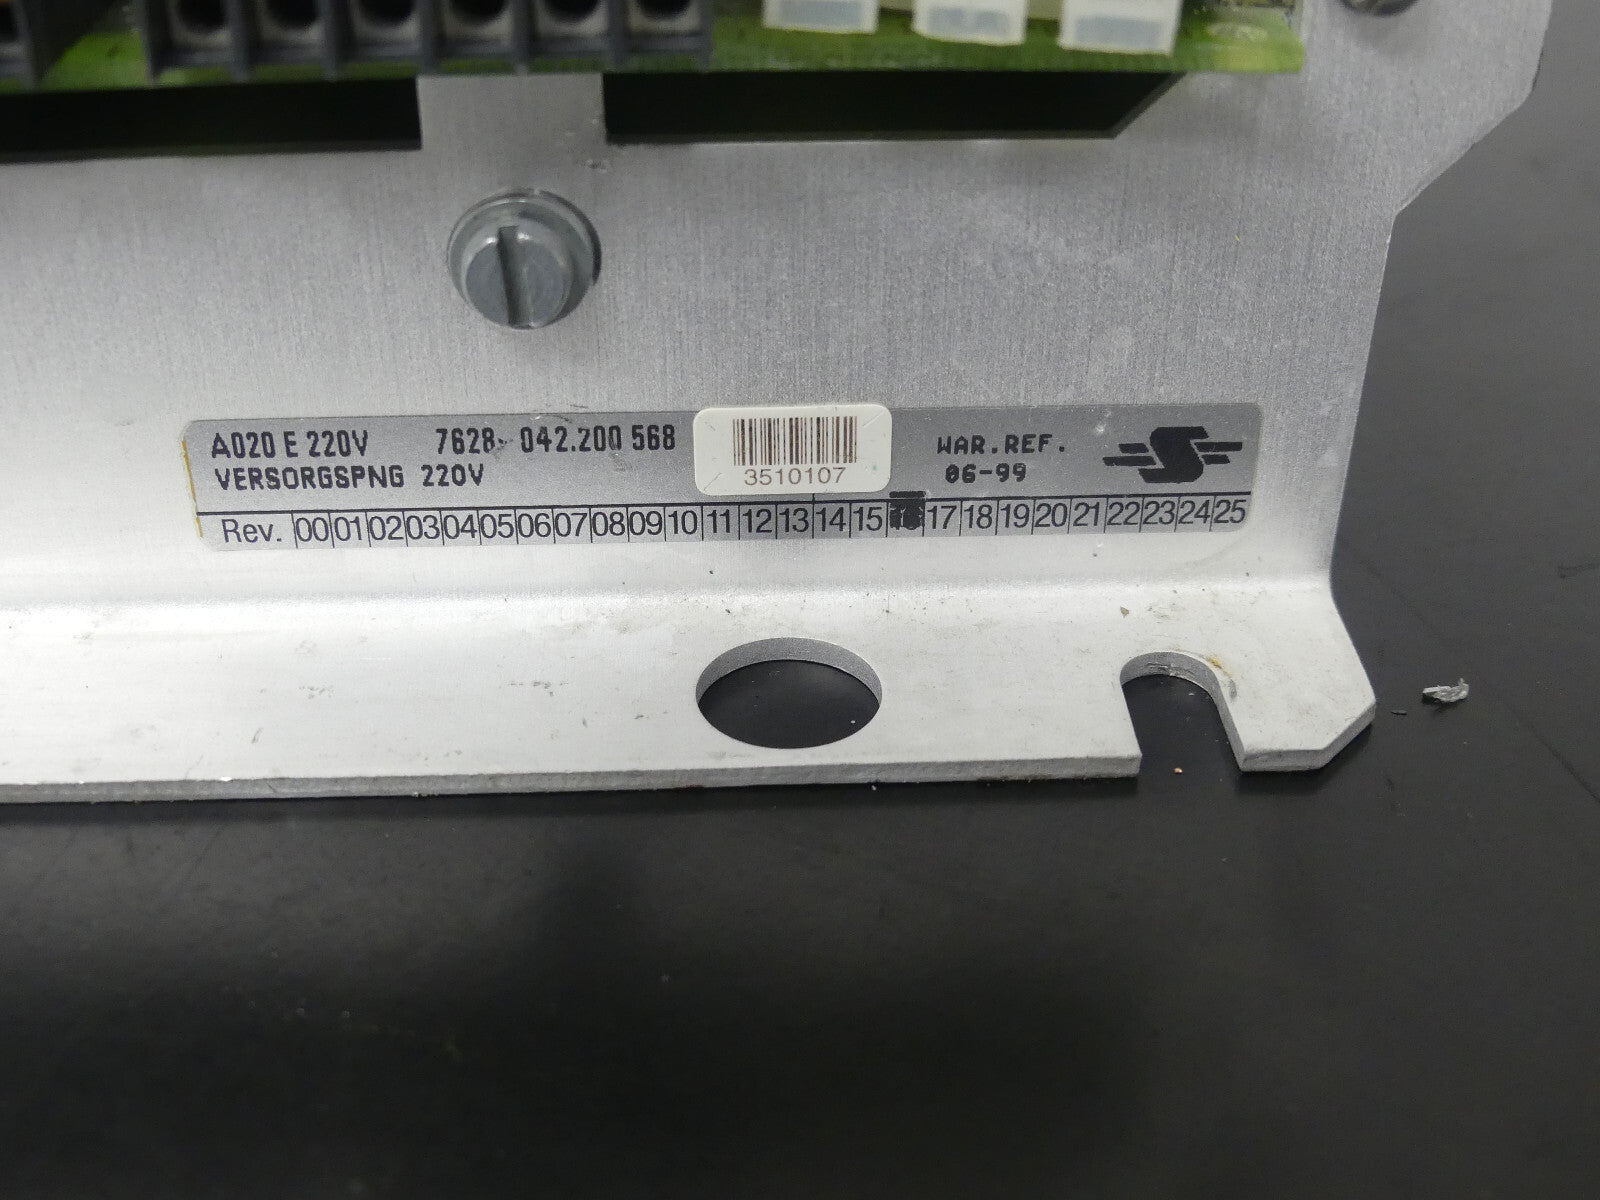 A020 E 220V 7628- 042.200 568
VERSORGSPNG 220V
3510107
WAR.REF.
06-99
S
Rev. 00 01 02 03 04 05 06 07 08 09 10 11 12 13 14 15 16 17 18 19 20 21 22 23 24 25